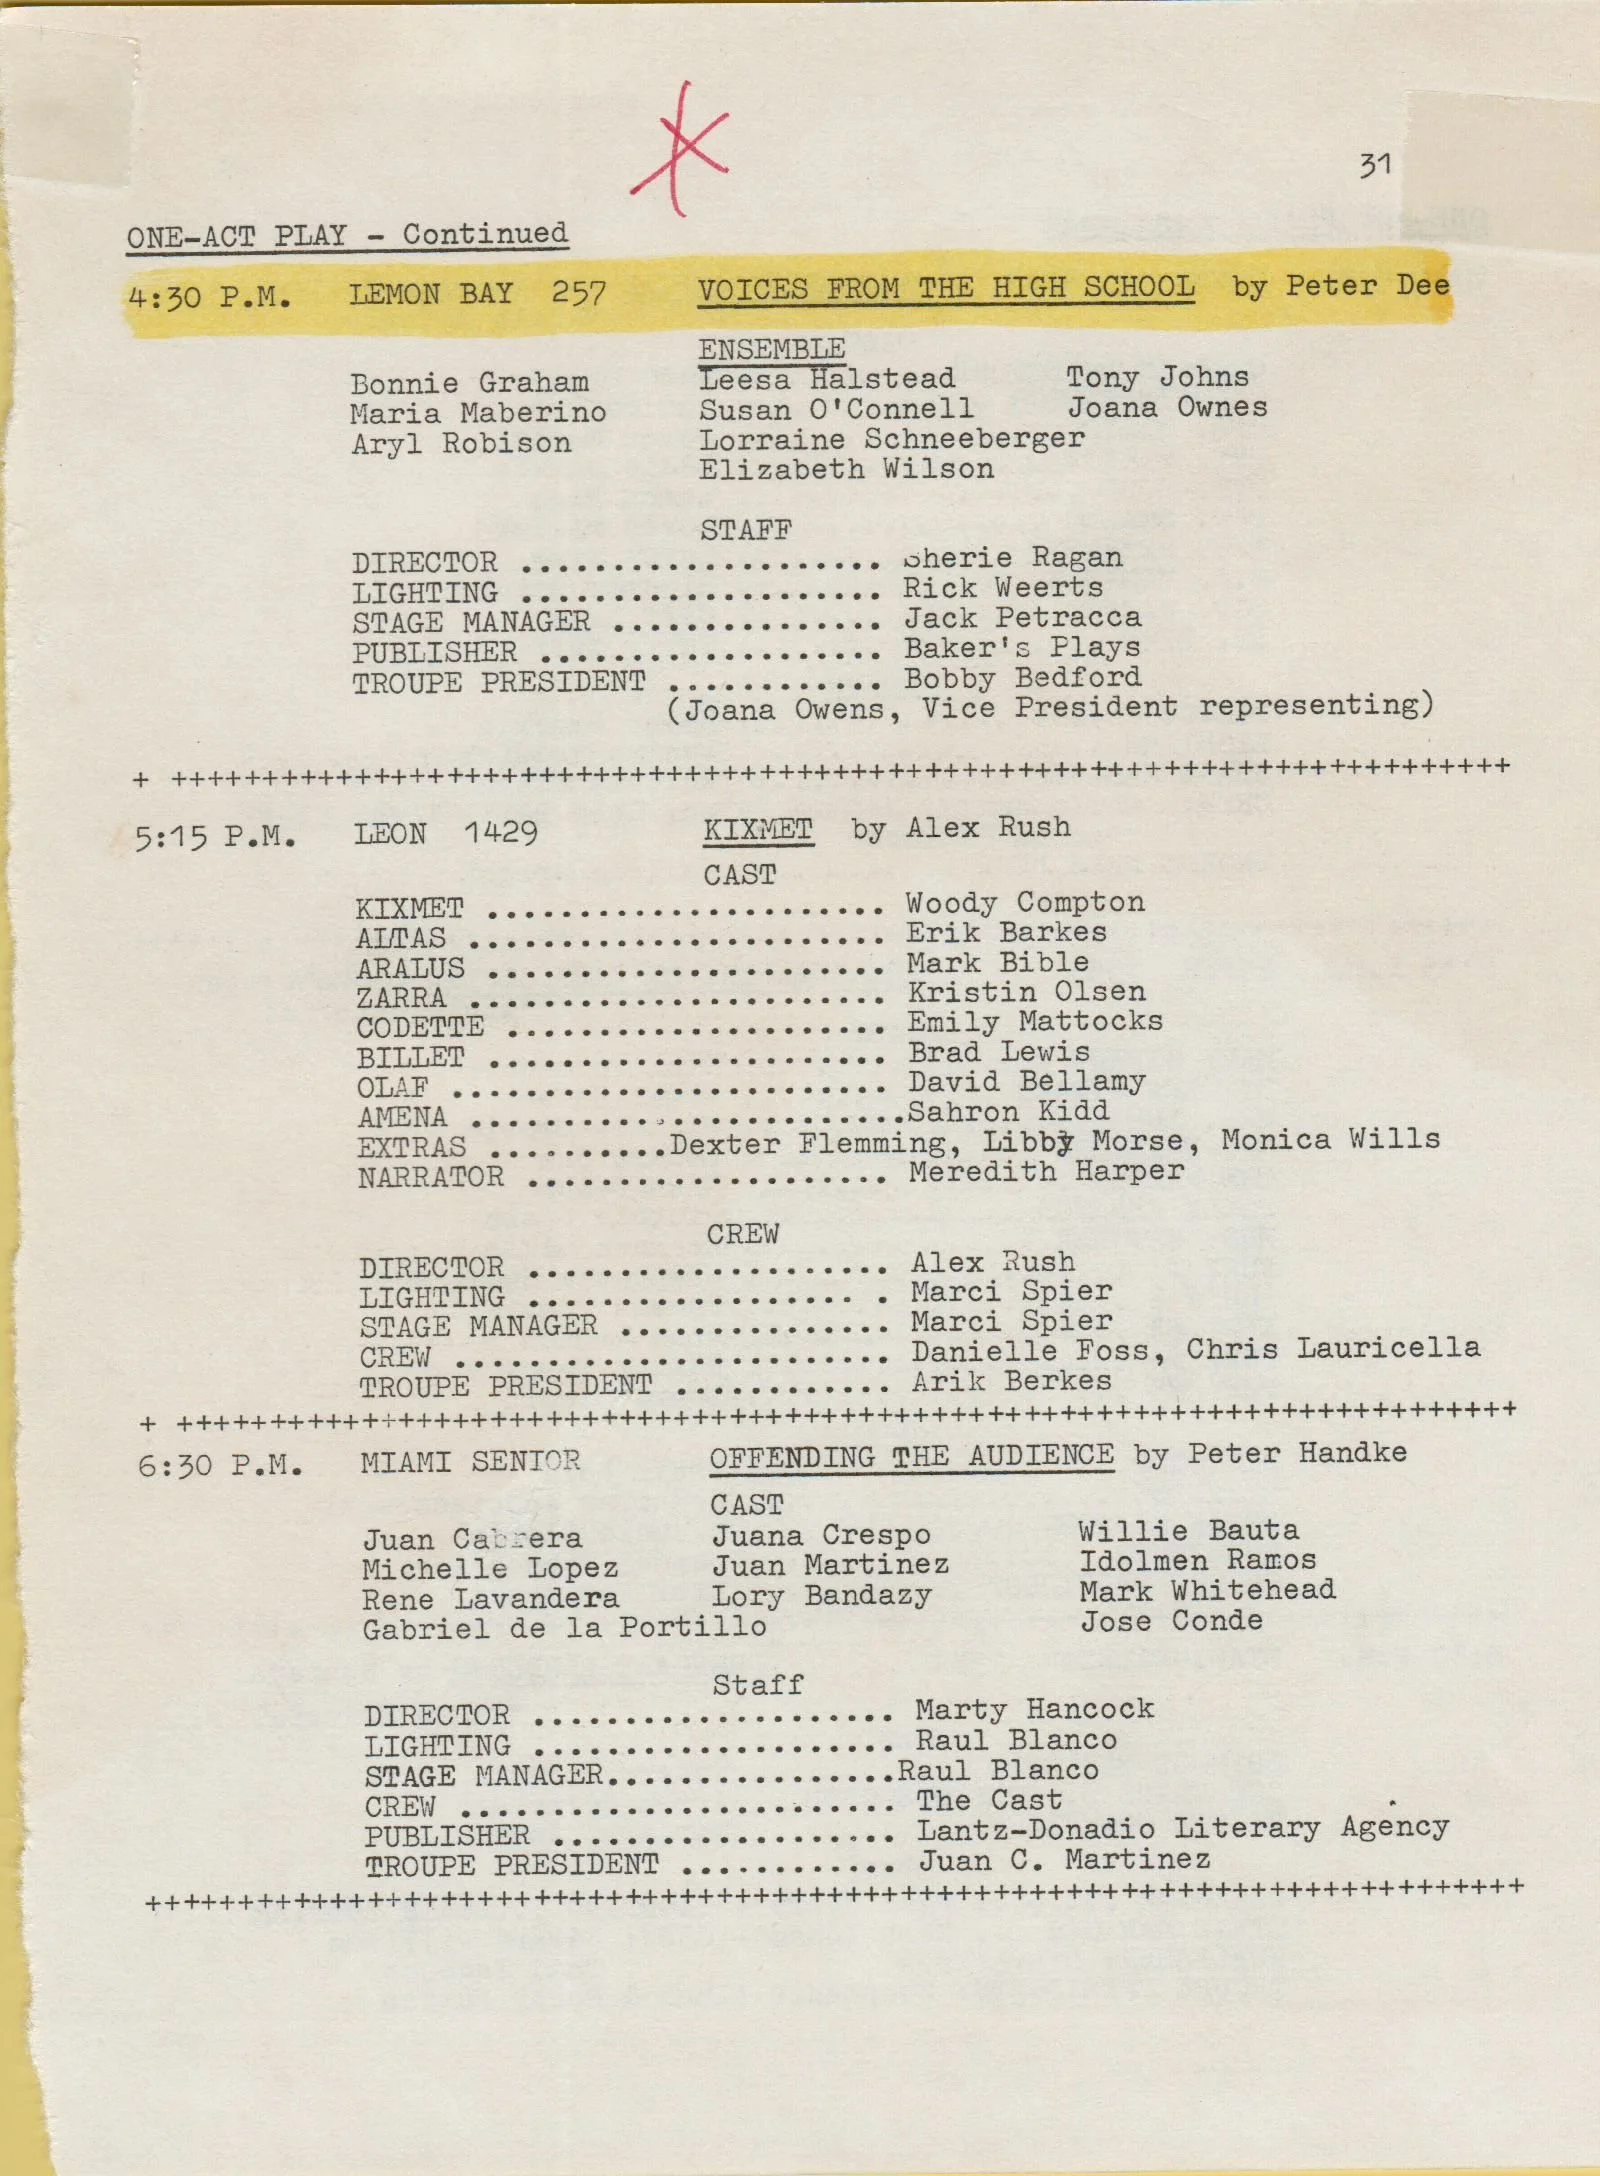 31
ONE-ACT PLAY - Continued
4:30 P.M. LEMON BAY 257 VOICES FROM THE HIGH SCHOOL by Peter Dee
ENSEMBLE
Bonnie Graham Leesa Halstead Tony Johns
Maria Maberino Susan O'Connell Joana Ownes
Aryl Robison Lorraine Schneeberger
Elizabeth Wilson
STAFF
DIRECTOR .................... Sherie Ragan
LIGHTING .................... Rick Weerts
STAGE MANAGER ............... Jack Petracca
PUBLISHER ................... Baker's Plays
TROUPE PRESIDENT ............ Bobby Bedford
(Joana Owens, Vice President representing)
+ +++++++++++++++++++++++++++++++++++++++++++++++++++++++++++++++++++++++++
5:15 P.M. LEON 1429 KIXMET by Alex Rush
CAST
KIXMET ...................... Woody Compton
ALTAS ....................... Erik Barkes
ARALUS ...................... Mark Bible
ZARRA ....................... Kristin Olsen
CODETTE ..................... Emily Mattocks
BILLET ...................... Brad Lewis
OLAF ........................ David Bellamy
AMENA ........................Sahron Kidd
EXTRAS ..........Dexter Flemming, Libby Morse, Monica Wills
NARRATOR .................... Meredith Harper
CREW
DIRECTOR .................... Alex Rush
LIGHTING .................. . Marci Spier
STAGE MANAGER ............... Marci Spier
CREW ........................ Danielle Foss, Chris Lauricella
TROUPE PRESIDENT ............ Arik Berkes
+ +++++++++++++++++++++++++++++++++++++++++++++++++++++++++++++++++++++++++
6:30 P.M. MIAMI SENIOR OFFENDING THE AUDIENCE by Peter Handke
CAST
Juan Cabrera Juana Crespo Willie Bauta
Michelle Lopez Juan Martinez Idolmen Ramos
Rene Lavandera Lory Bandazy Mark Whitehead
Gabriel de la Portillo Jose Conde
Staff
DIRECTOR .................... Marty Hancock
LIGHTING .................... Raul Blanco
STAGE MANAGER................Raul Blanco
CREW ........................ The Cast
PUBLISHER ................... Lantz-Donadio Literary Agency
TROUPE PRESIDENT ............ Juan C. Martinez
+++++++++++++++++++++++++++++++++++++++++++++++++++++++++++++++++++++++++++